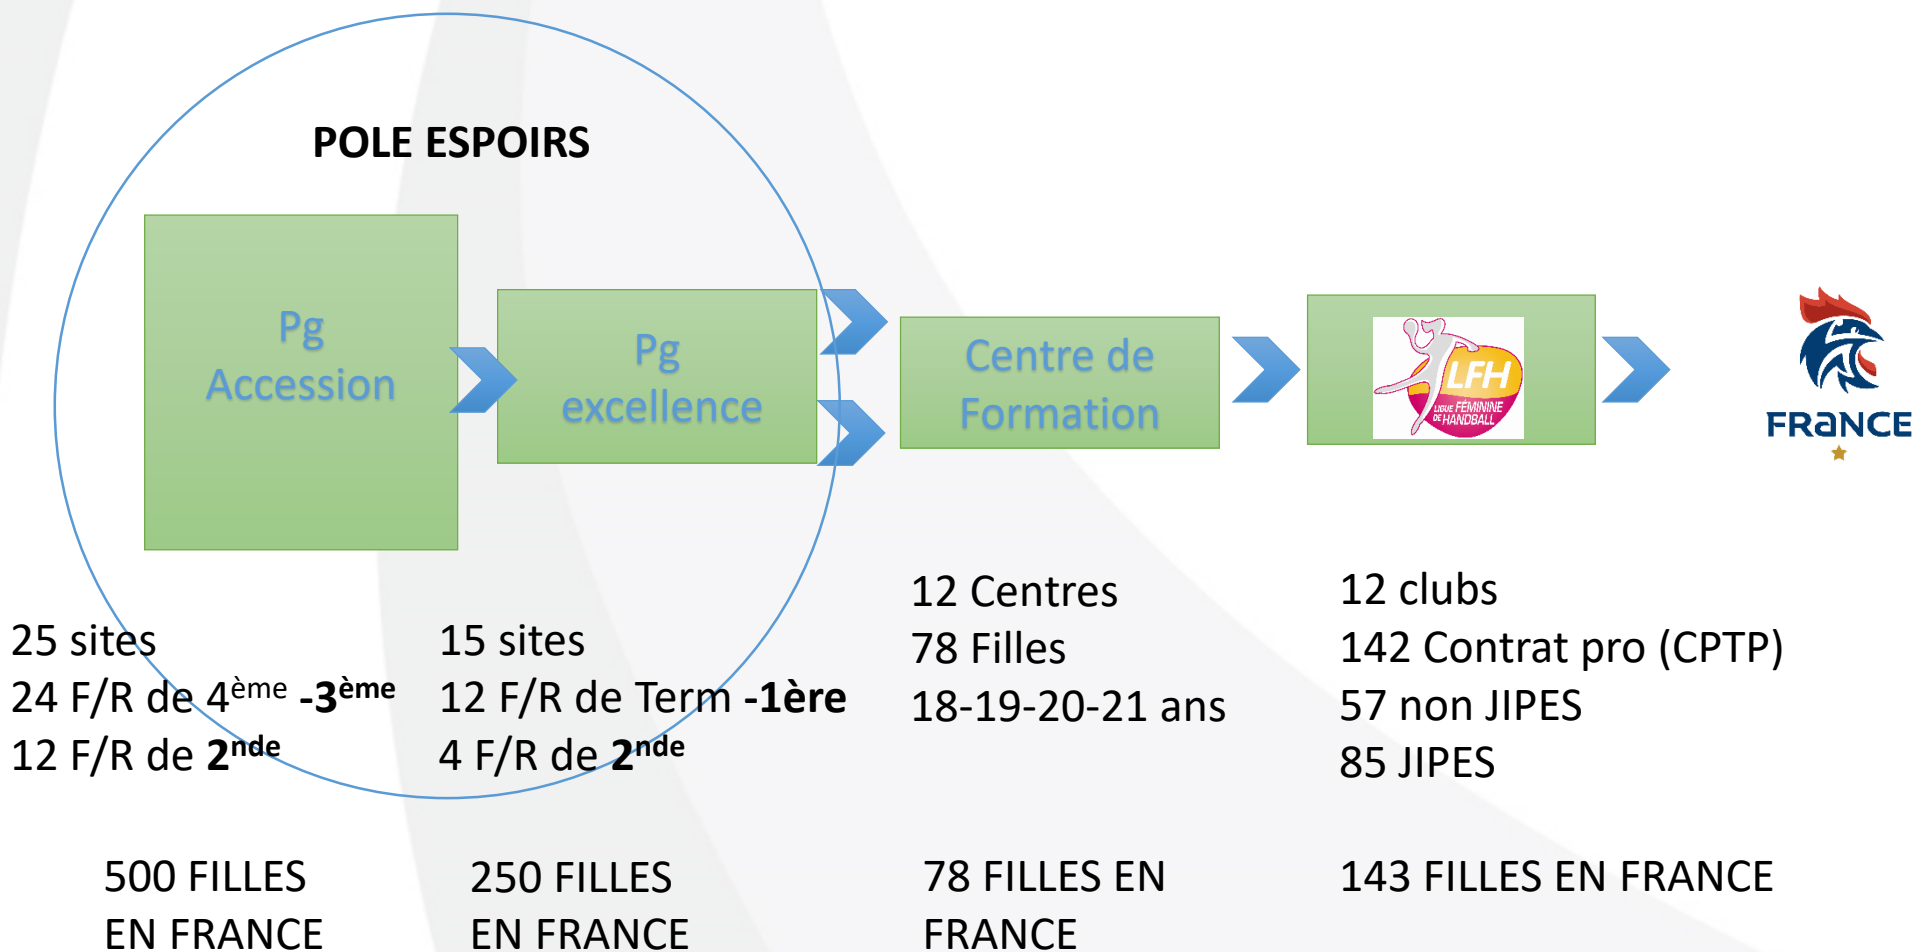 POLE ESPOIRS
Pg
Accession
Pg
excellence
Centre de
Formation
LFH
LIGUE FÉMININE
DE HANDBALL
FRaNCE
25 sites
24 F/R de 4ème -3ème
12 F/R de 2nde
15 sites
12 F/R de Term -1ère
4 F/R de 2nde
12 Centres
78 Filles
18-19-20-21 ans
12 clubs
142 Contrat pro (CPTP)
57 non JIPES
85 JIPES
500 FILLES
EN FRANCE
250 FILLES
EN FRANCE
78 FILLES EN
FRANCE
143 FILLES EN FRANCE